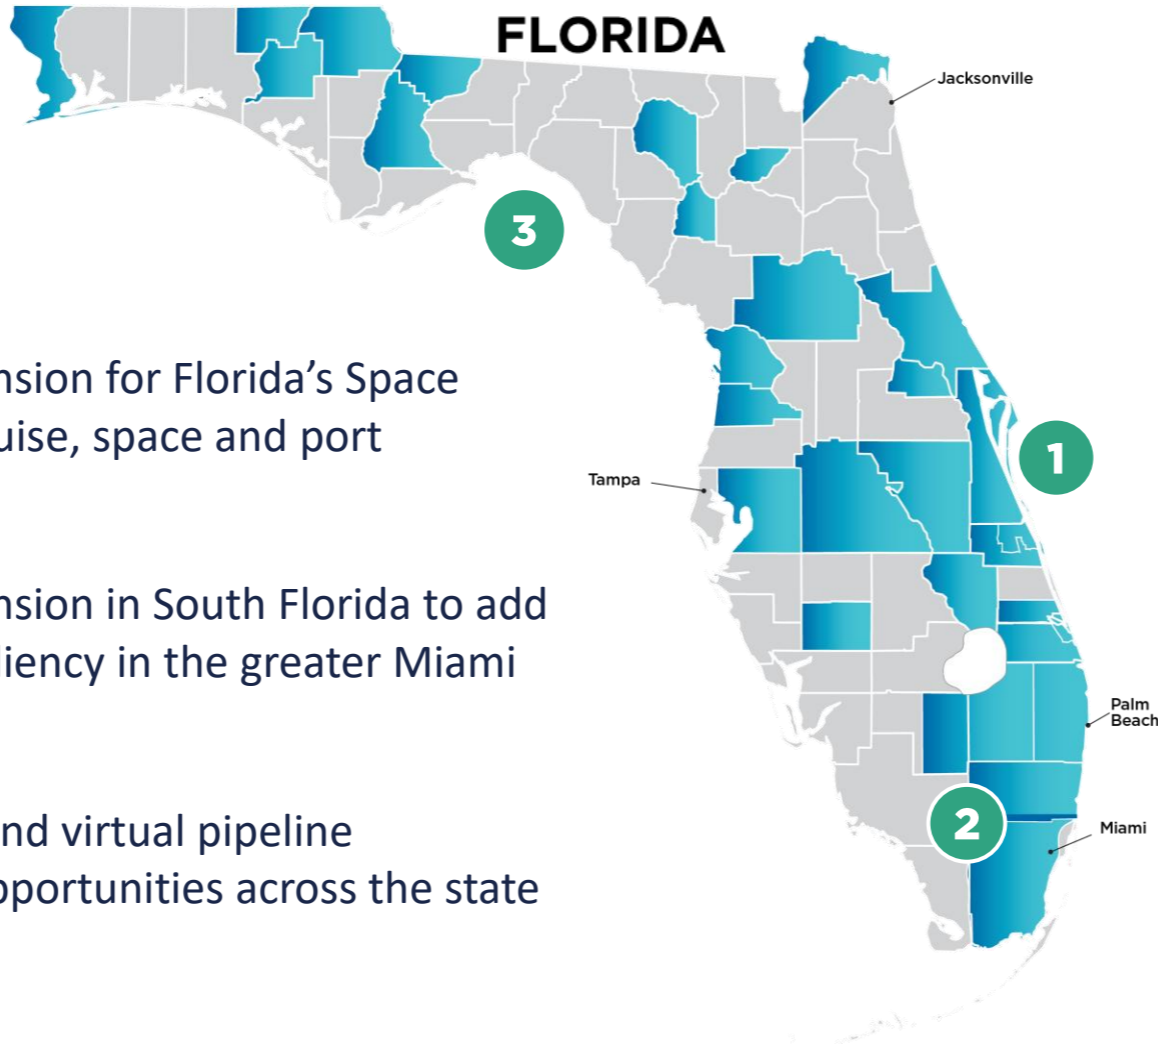 FLORIDA
Jacksonville
3
nsion for Florida’s Space
uise, space and port
1
Tampa
nsion in South Florida to add
liency in the greater Miami
Palm
Beach
nd virtual pipeline
2
Miami
pportunities across the state